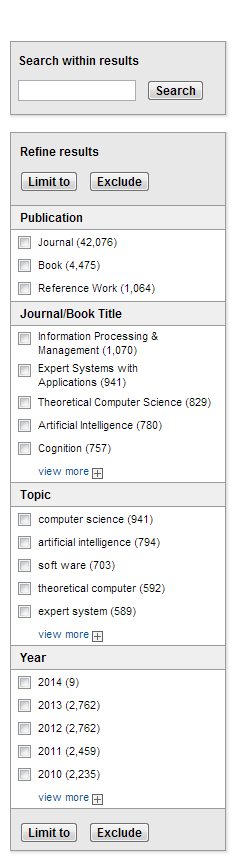 Search within results
Search
Refine results
Limit to Exclude
Publication
Journal (42,076)
Book (4,475)
Reference Work (1,064)
Journal/Book Title
Information Processing &
Management (1,070)
Expert Systems with
Applications (941)
Theoretical Computer Science (829)
Artificial Intelligence (780)
Cognition (757)
view more
Topic
computer science (941)
artificial intelligence (794)
soft ware (703)
theoretical computer (592)
expert system (589)
view more
Year
2014 (9)
2013 (2,762)
2012 (2,762)
2011 (2,459)
2010 (2,235)
view more
Limit to Exclude